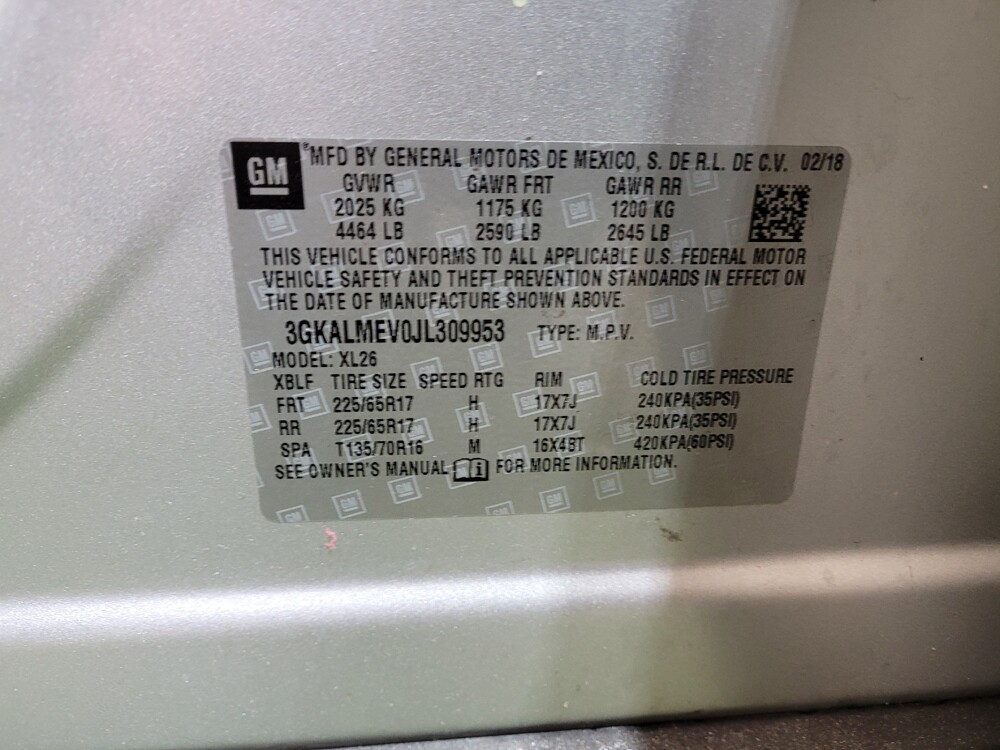 GM
*MFD BY GENERAL MOTORS DE MEXICO, S. DE R.L. DE C.V. 02/18
GVWR GAWR FRT GAWR RR
2025 KG 1175 KG 1200 KG
4464 LB 2590 LB 2645 LB
THIS VEHICLE CONFORMS TO ALL APPLICABLE U.S. FEDERAL MOTOR
VEHICLE SAFETY AND THEFT PREVENTION STANDARDS IN EFFECT ON
THE DATE OF MANUFACTURE SHOWN ABOVE.
3GKALMEV0JL309953 TYPE: M.P.V.
MODEL: XL26
XBLF TIRE SIZE SPEED RTG RIM COLD TIRE PRESSURE
FRT 225/65R17 H 17X7J 240KPA(35PSI)
RR 225/65R17 H 17X7J 240KPA(35PSI)
SPA T135/70R16 M 16X4BT 420KPA(60PSI)
SEE OWNER'S MANUAL FOR MORE INFORMATION.